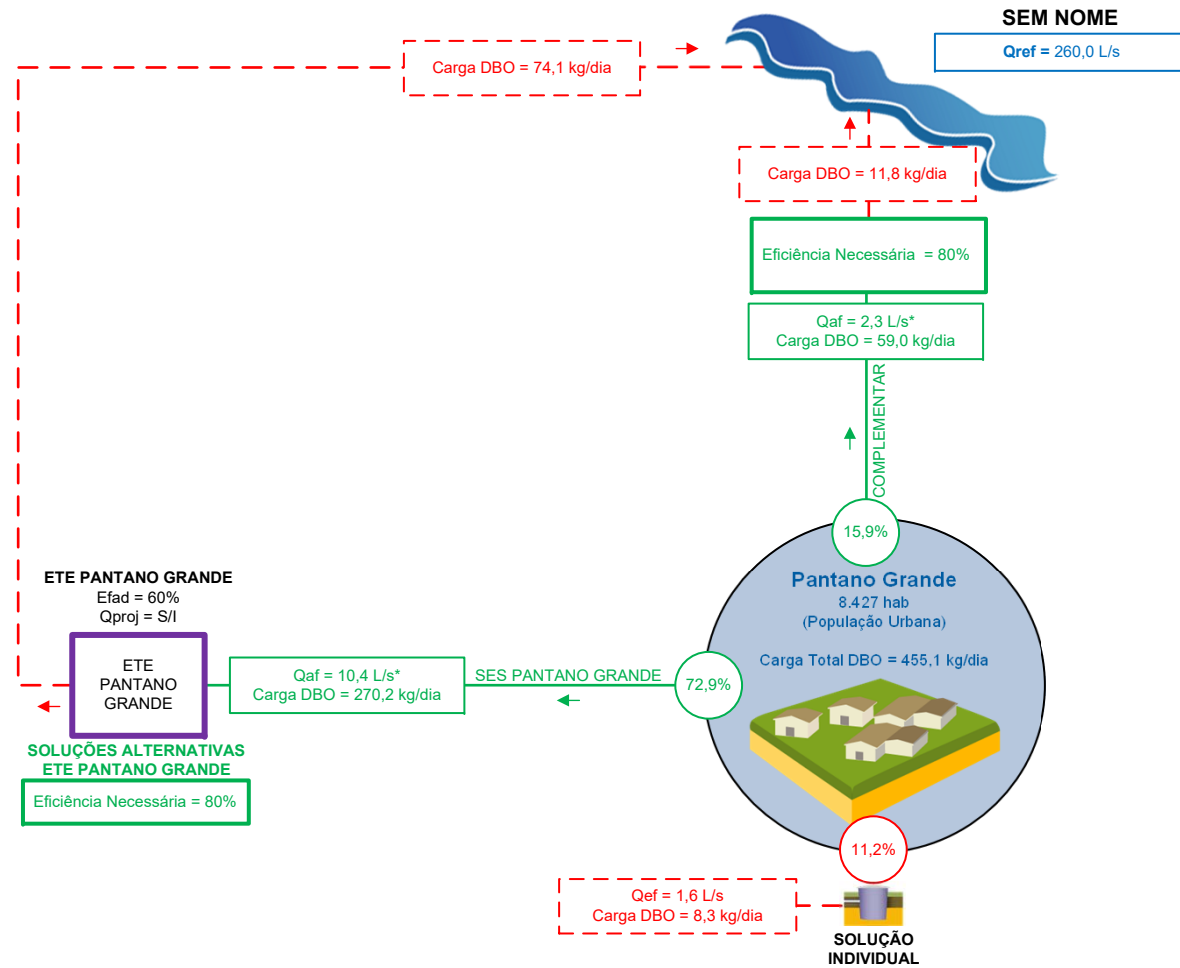 SEM NOME
Qref = 260,0 L/s
Carga DBO = 74,1 kg/dia
Carga DBO = 11,8 kg/dia
Eficiência Necessária = 80%
Qaf = 2,3 L/s*
Carga DBO = 59,0 kg/dia
COMPLEMENTAR
15,9%
Pantano Grande
8.427 hab
(População Urbana)
Carga Total DBO = 455,1 kg/dia
ETE PANTANO GRANDE
Efad = 60%
Qproj = S/I
ETE
PANTANO
GRANDE
Qaf = 10,4 L/s*
Carga DBO = 270,2 kg/dia
SES PANTANO GRANDE
72,9%
SOLUÇÕES ALTERNATIVAS
ETE PANTANO GRANDE
Eficiência Necessária = 80%
11,2%
Qef = 1,6 L/s
Carga DBO = 8,3 kg/dia
SOLUÇÃO
INDIVIDUAL